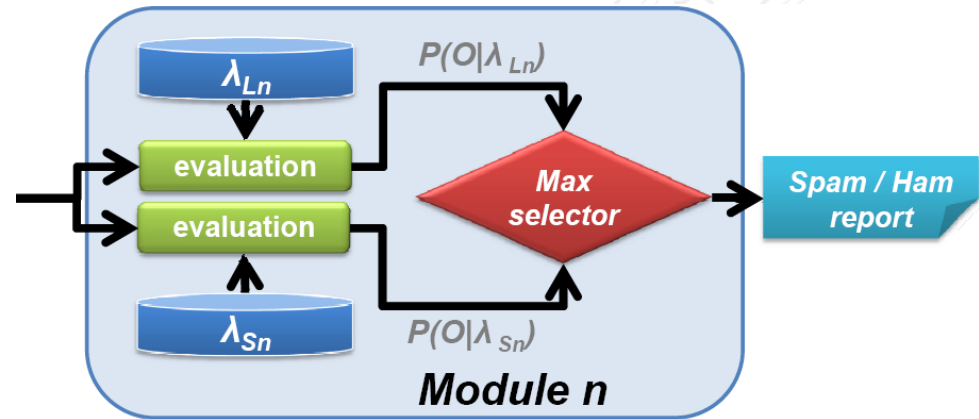 λLn
P(O|λ Ln)
evaluation
Max
selector
Spam / Ham
report
evaluation
λSn
P(O|λ Sn)
Module n